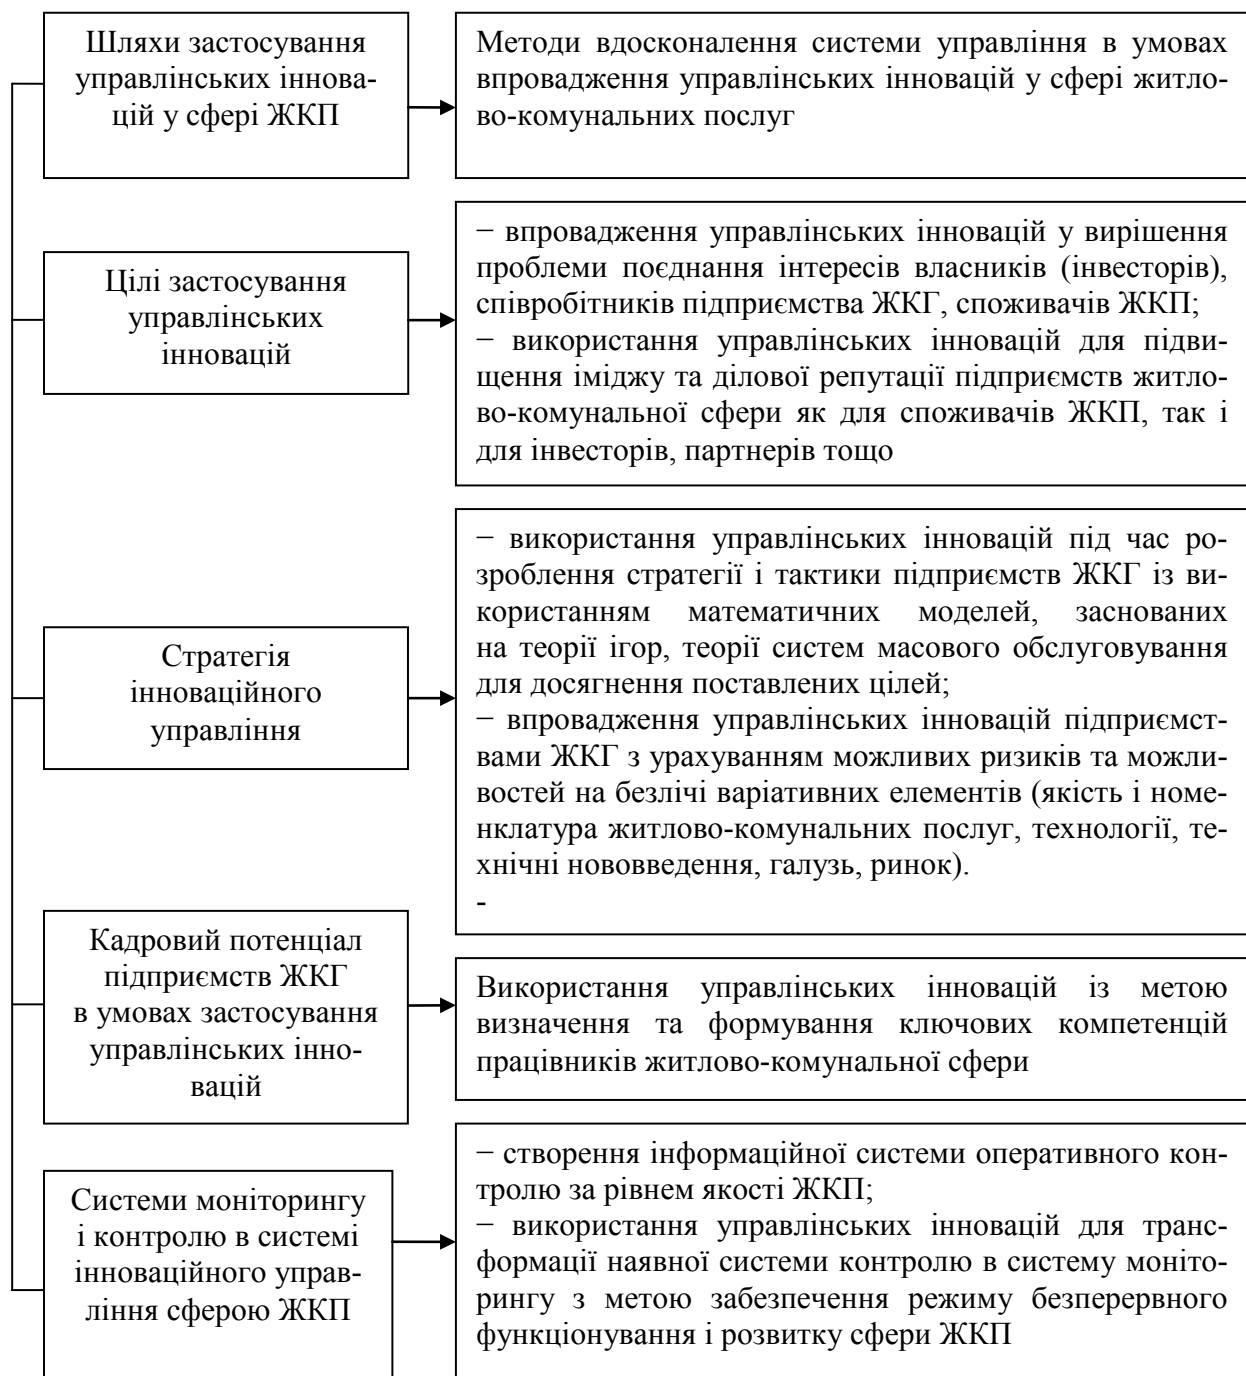 Шляхи застосування
управлінських іннова-
цій у сфері ЖКП
Методи вдосконалення системи управління в умовах
впровадження управлінських інновацій у сфері житло-
во-комунальних послуг
Цілі застосування
управлінських
інновацій
− впровадження управлінських інновацій у вирішення
проблеми поєднання інтересів власників (інвесторів),
співробітників підприємства ЖКГ, споживачів ЖКП;
− використання управлінських інновацій для підви-
щення іміджу та ділової репутації підприємств житло-
во-комунальної сфери як для споживачів ЖКП, так і
для інвесторів, партнерів тощо
Стратегія
інноваційного
управління
− використання управлінських інновацій під час ро-
зроблення стратегії і тактики підприємств ЖКГ із ви-
користанням математичних моделей, заснованих
на теорії ігор, теорії систем масового обслуговування
для досягнення поставлених цілей;
− впровадження управлінських інновацій підприємст-
вами ЖКГ з урахуванням можливих ризиків та можли-
востей на безлічі варіативних елементів (якість і номе-
нклатура житлово-комунальних послуг, технології, те-
хнічні нововведення, галузь, ринок).
-
Кадровий потенціал
підприємств ЖКГ
в умовах застосування
управлінських інно-
вацій
Використання управлінських інновацій із метою
визначення та формування ключових компетенцій
працівників житлово-комунальної сфери
Системи моніторингу
і контролю в системі
інноваційного управ-
ління сферою ЖКП
− створення інформаційної системи оперативного кон-
тролю за рівнем якості ЖКП;
− використання управлінських інновацій для транс-
формації наявної системи контролю в систему моніто-
рингу з метою забезпечення режиму безперервного
функціонування і розвитку сфери ЖКП